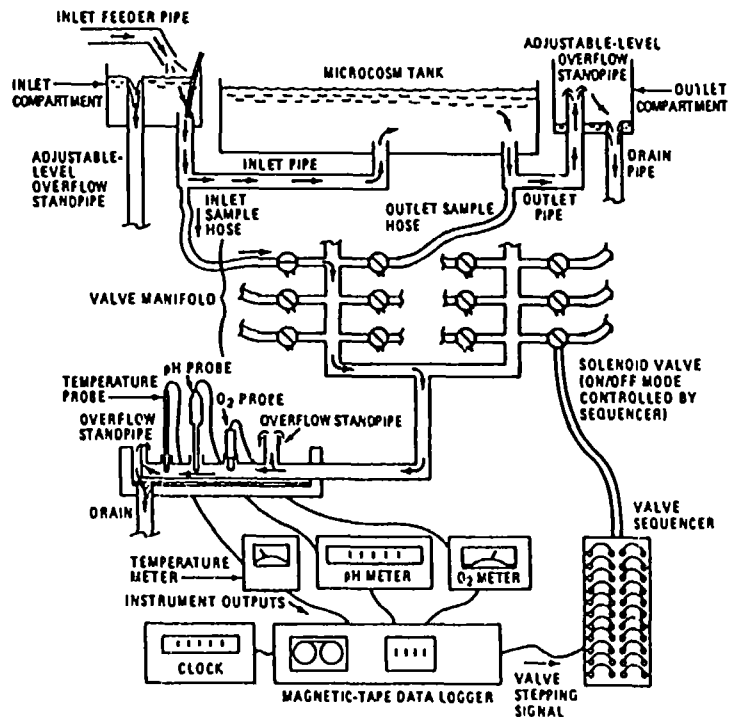 INLET FEEDER PIPE
INLET
COMPARTMENT
ADJUSTABLE-
LEVEL
OVERFLOW
STANDPIPE
MICROCOSM TANK
ADJUSTABLE-LEVEL
OVERFLOW
STANDPIPE
OUTLET
COMPARTMENT
DRAIN
PIPE
INLET PIPE
INLET
SAMPLE
HOSE
OUTLET SAMPLE
HOSE
OUTLET
PIPE
VALVE MANIFOLD
SOLENOID VALVE
(ON/OFF MODE
CONTROLLED BY
SEQUENCER)
pH PROBE
TEMPERATURE
PROBE
O2 PROBE
OVERFLOW
STANDPIPE
OVERFLOW STANDPIPE
DRAIN
VALVE
SEQUENCER
TEMPERATURE
METER
pH METER
O2 METER
INSTRUMENT OUTPUTS
CLOCK
MAGNETIC-TAPE DATA LOGGER
VALVE
STEPPING
SIGNAL